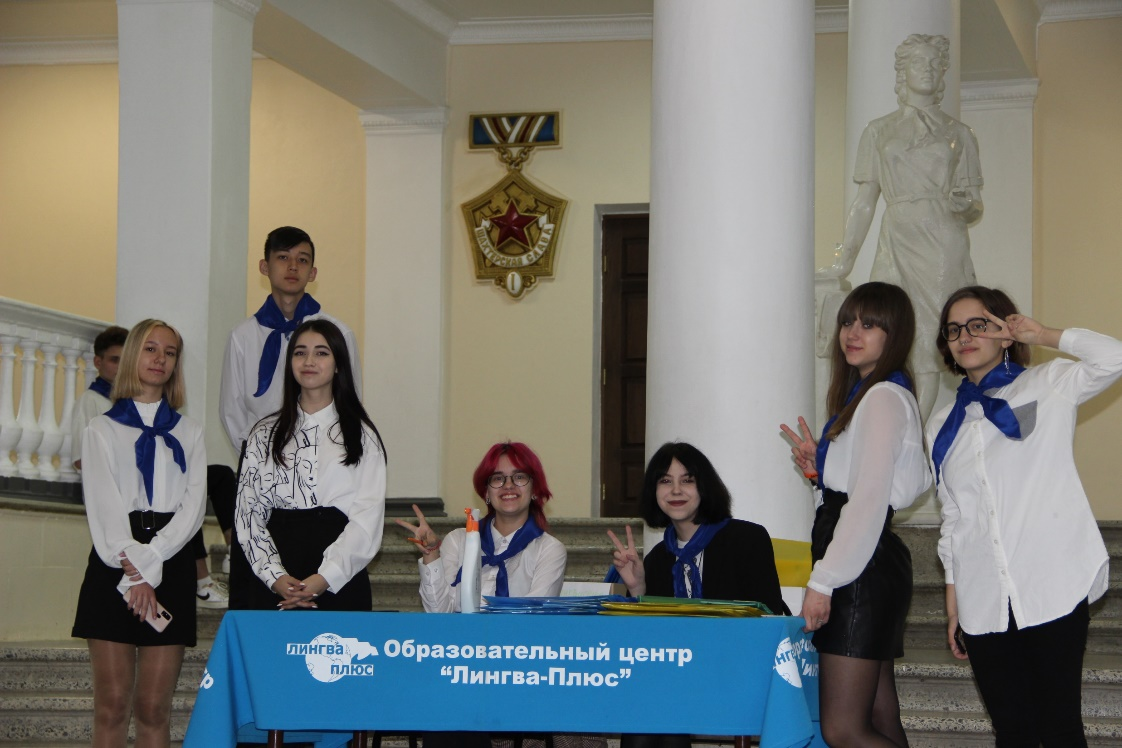 ШАХТЕРСКАЯ СЛАВА
I
ЛИНГВА
ПЛЮС
Образовательный центр
“Лингва-Плюс”